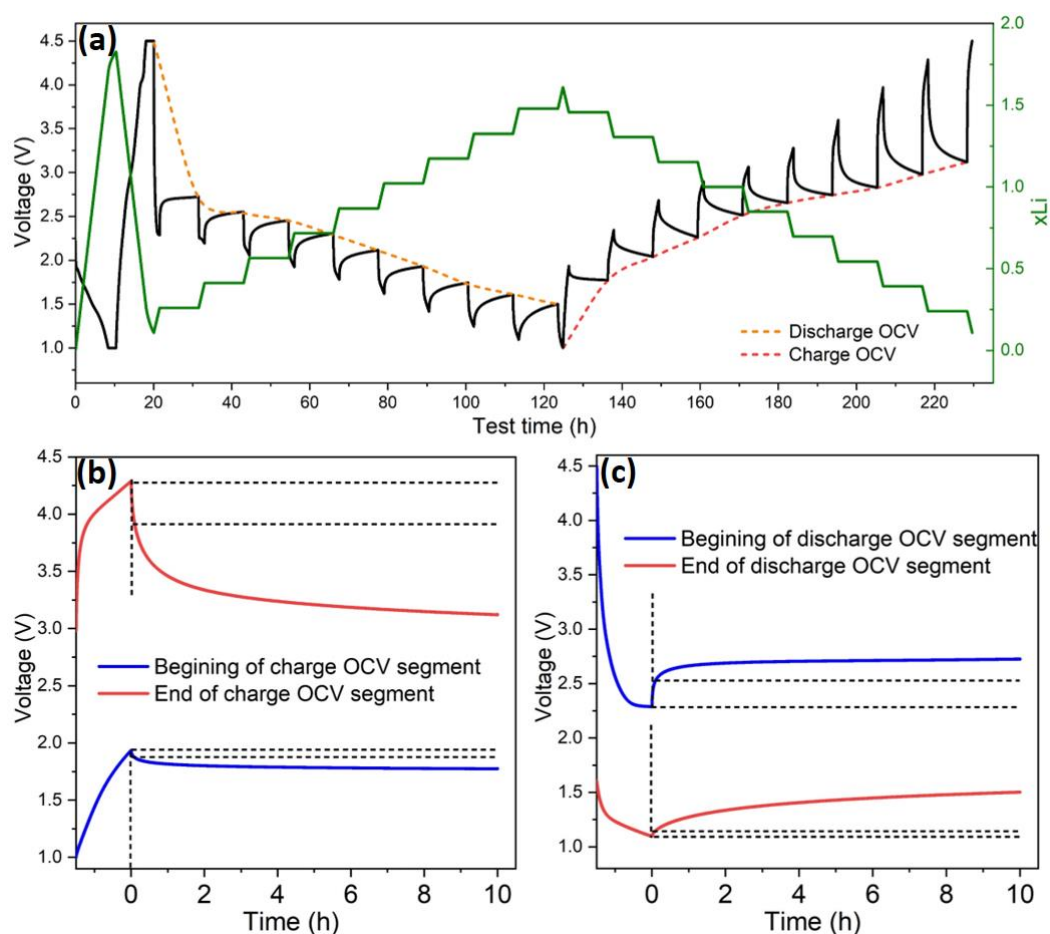 (a)
4.5
4.0
3.5
3.0
2.5
2.0
1.5
1.0
Voltage (V)
2.0
1.5
1.0
0.5
0.0
xLi
Discharge OCV
Charge OCV
0 20 40 60 80 100 120 140 160 180 200 220
Test time (h)
(b)
4.5
4.0
3.5
3.0
2.5
2.0
1.5
1.0
Voltage (V)
Begining of charge OCV segment
End of charge OCV segment
0 2 4 6 8 10
Time (h)
(c)
4.5
4.0
3.5
3.0
2.5
2.0
1.5
1.0
Voltage (V)
Begining of discharge OCV segment
End of discharge OCV segment
0 2 4 6 8 10
Time (h)